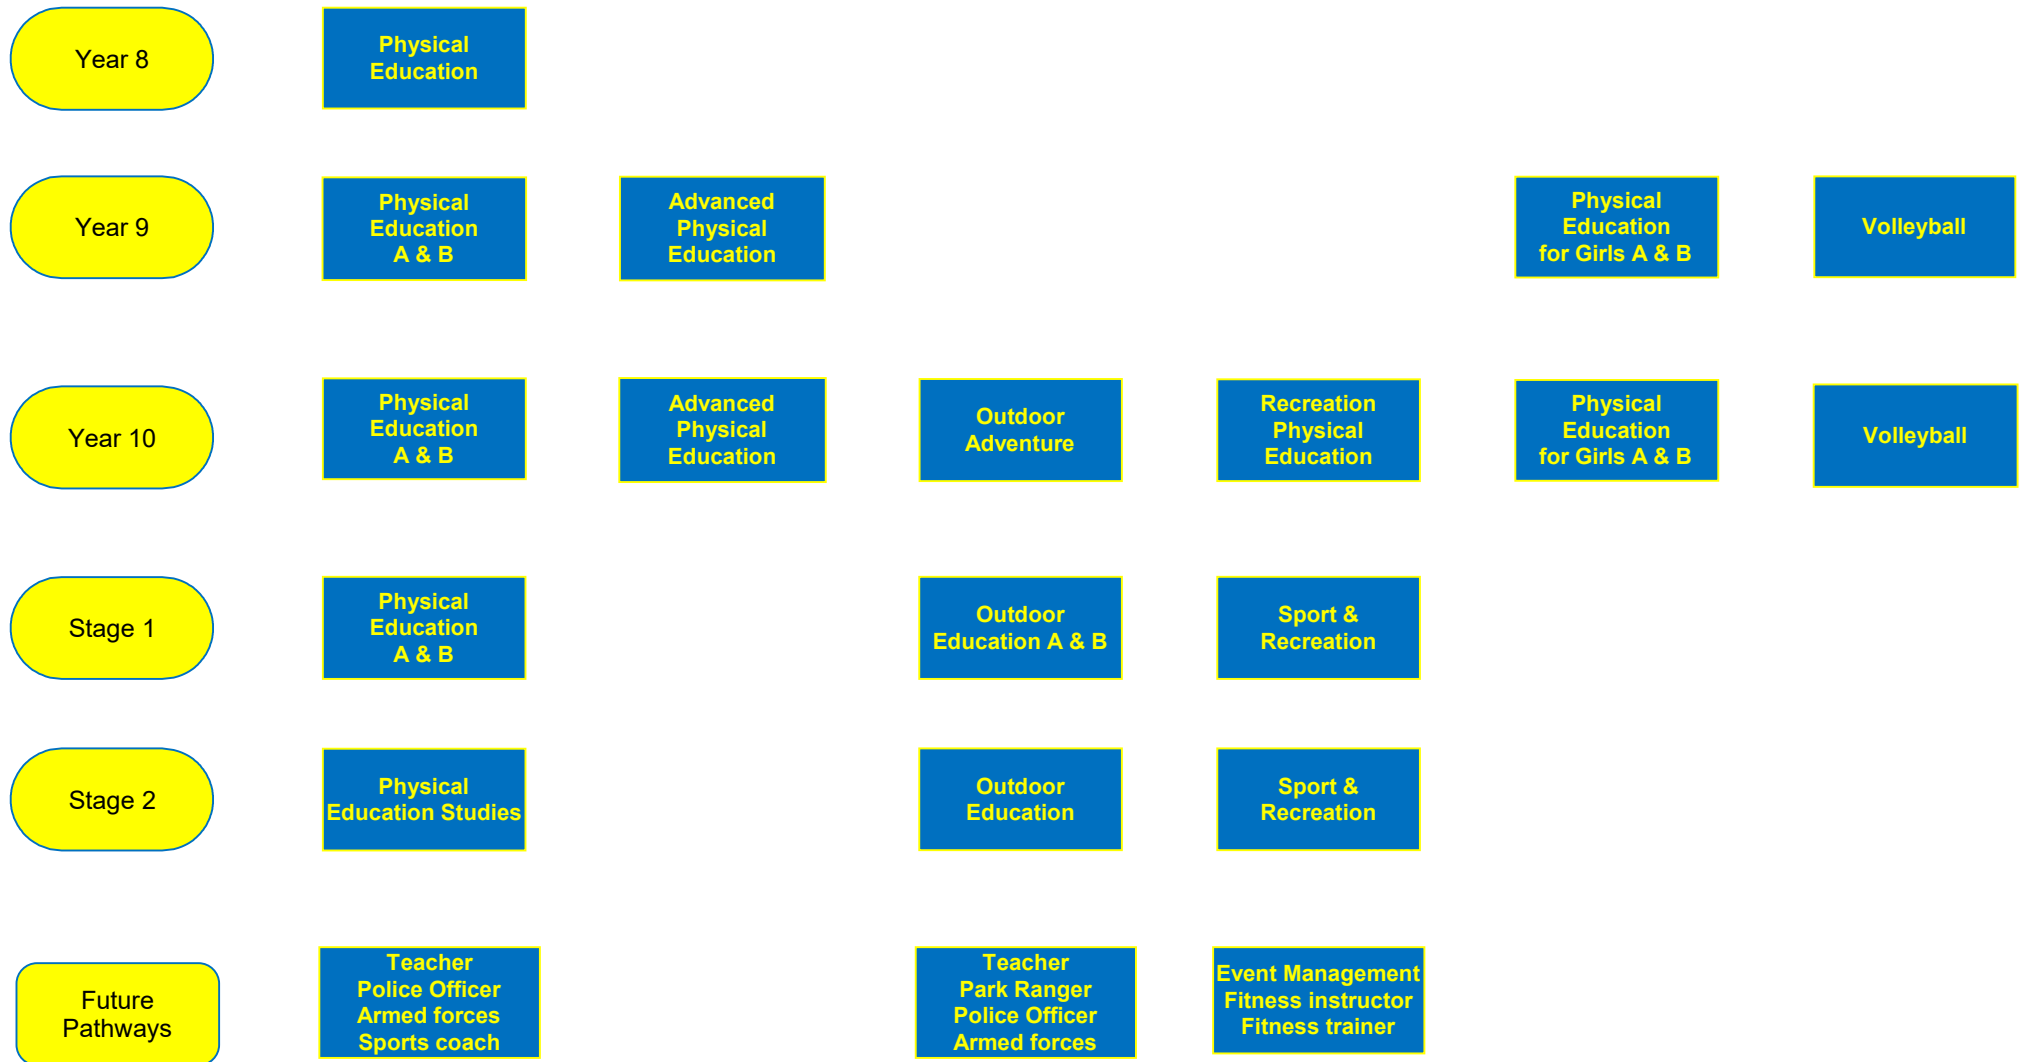 Year 8
Physical
Education
Year 9
Physical
Education
A & B
Advanced
Physical
Education
Physical
Education
for Girls A & B
Volleyball
Year 10
Physical
Education
A & B
Advanced
Physical
Education
Outdoor
Adventure
Recreation
Physical
Education
Physical
Education
for Girls A & B
Volleyball
Stage 1
Physical
Education
A & B
Outdoor
Education A & B
Sport &
Recreation
Stage 2
Physical
Education Studies
Outdoor
Education
Sport &
Recreation
Future
Pathways
Teacher
Police Officer
Armed forces
Sports coach
Teacher
Park Ranger
Police Officer
Armed forces
Event Management
Fitness instructor
Fitness trainer